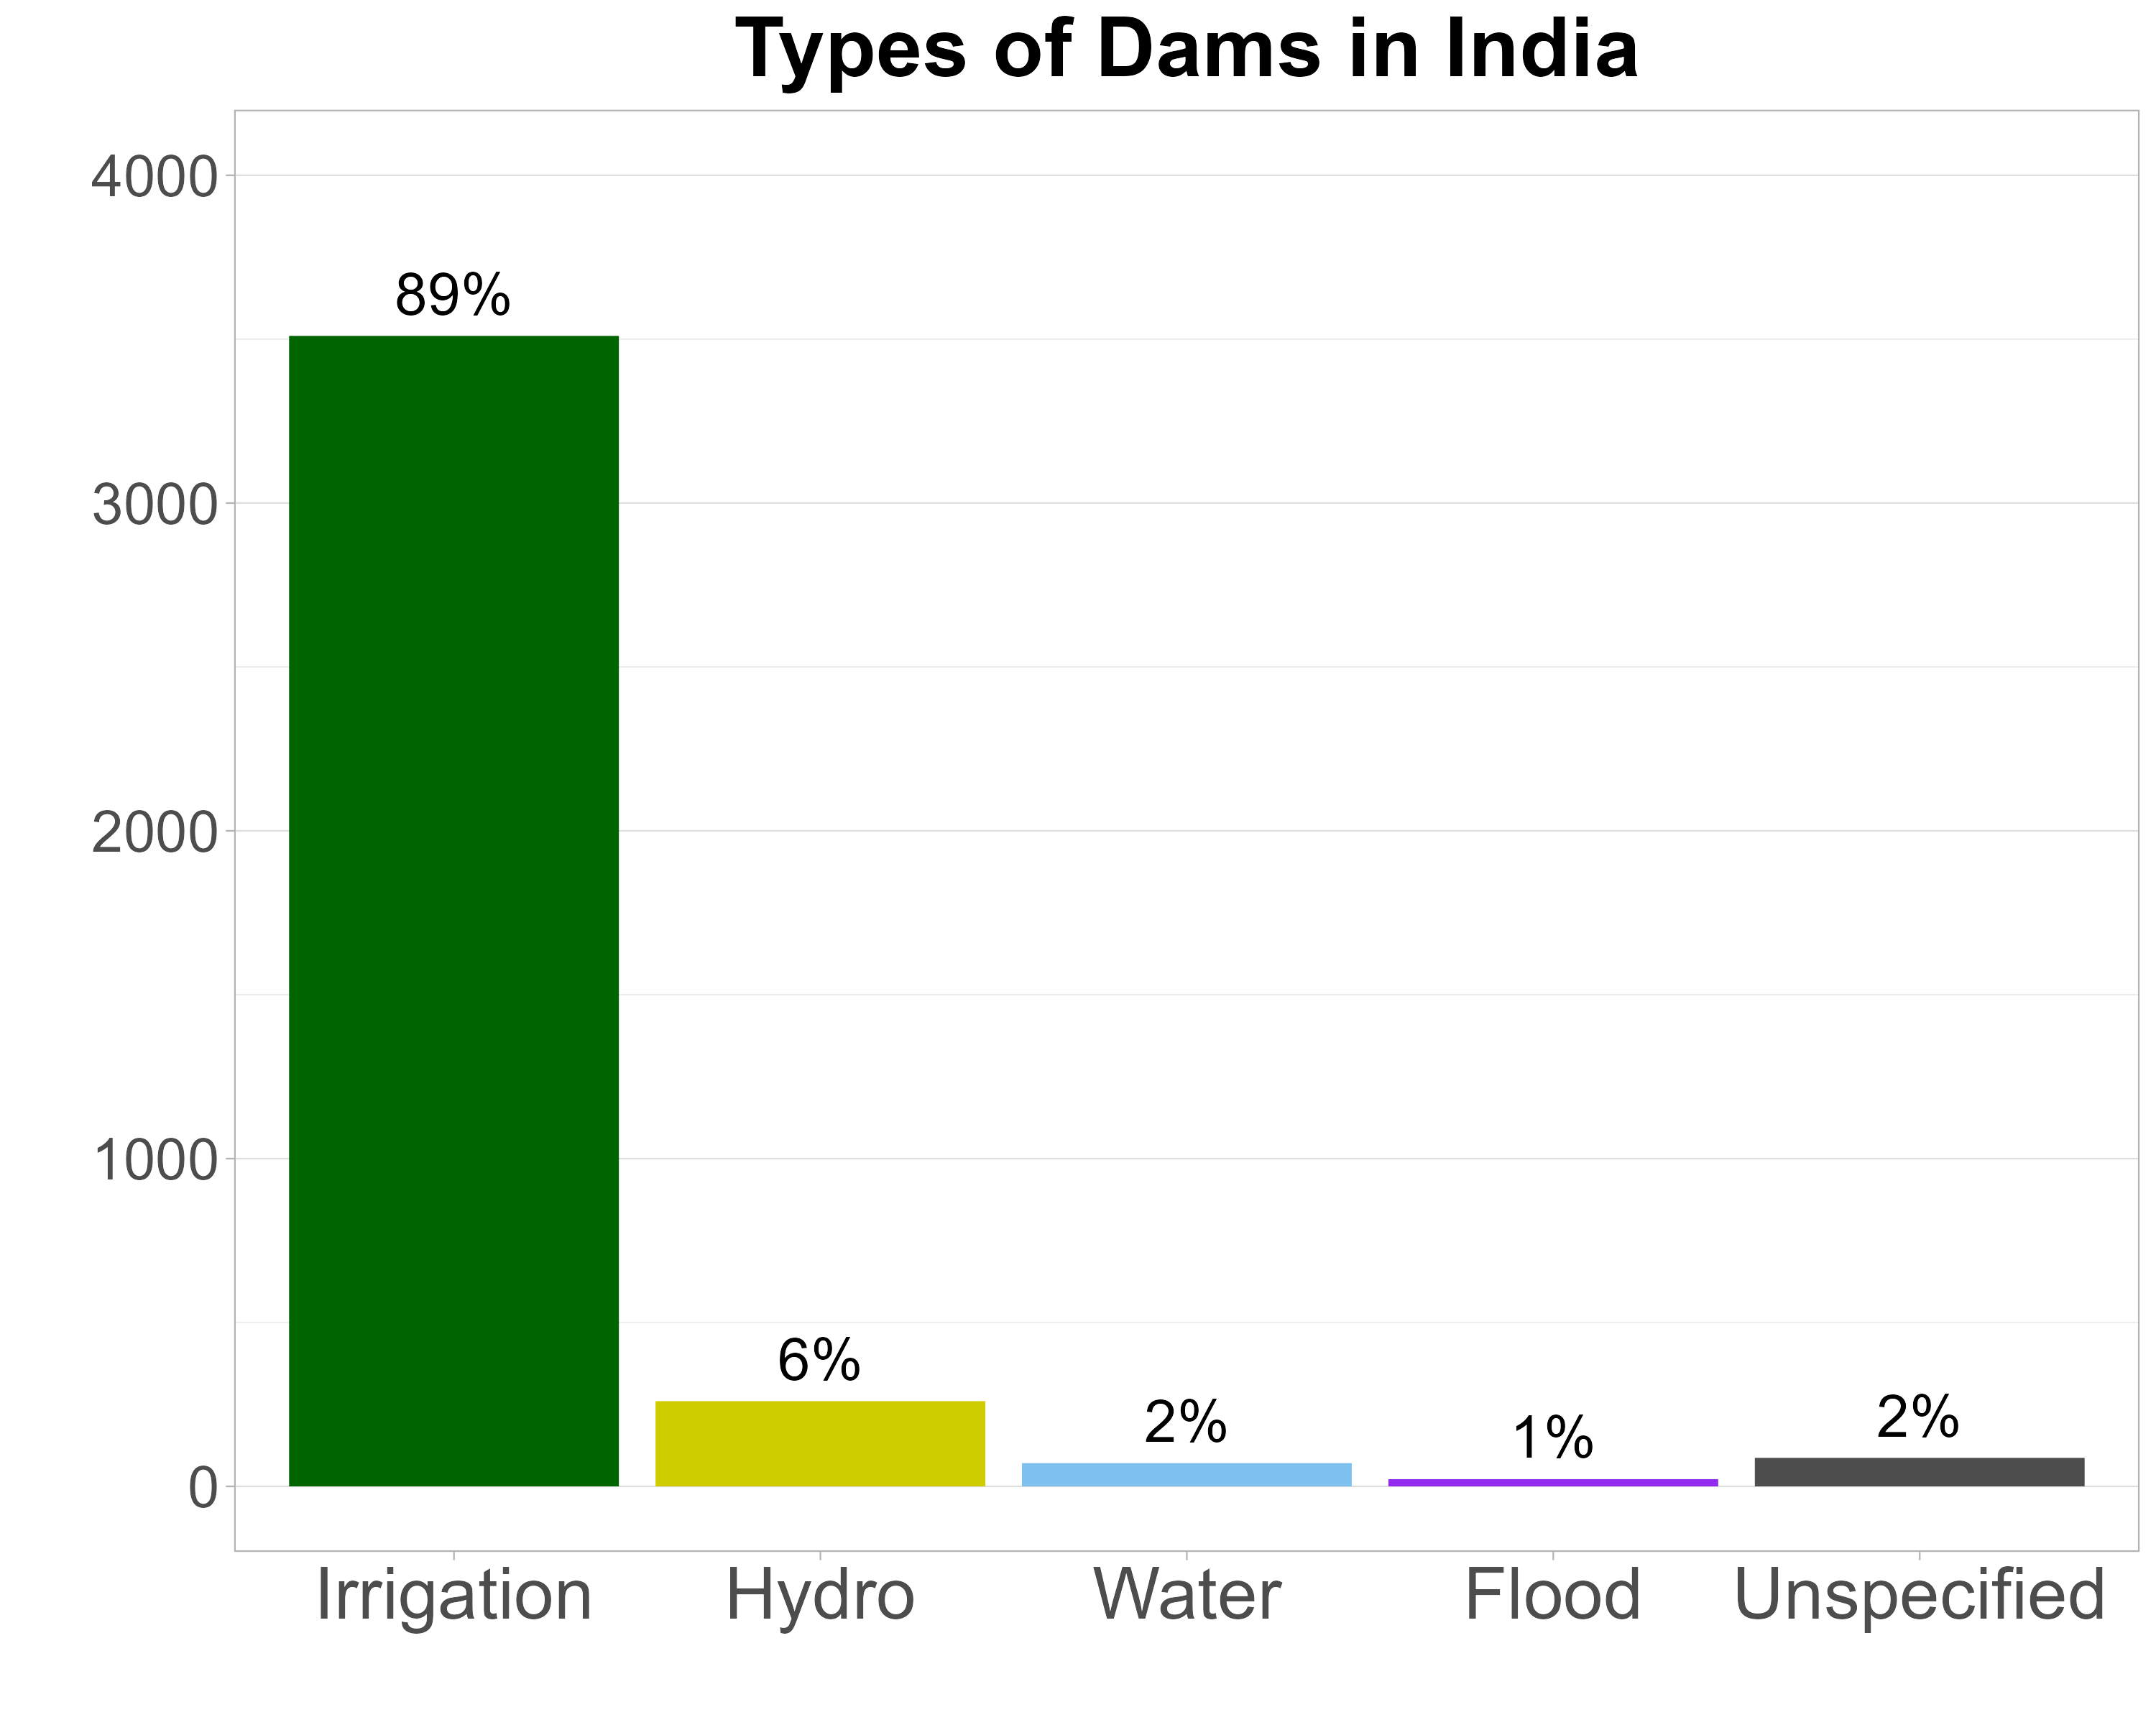 Types of Dams in India
4000
3000
2000
1000
0
89%
6%
2%
1%
2%
Irrigation
Hydro
Water
Flood
Unspecified